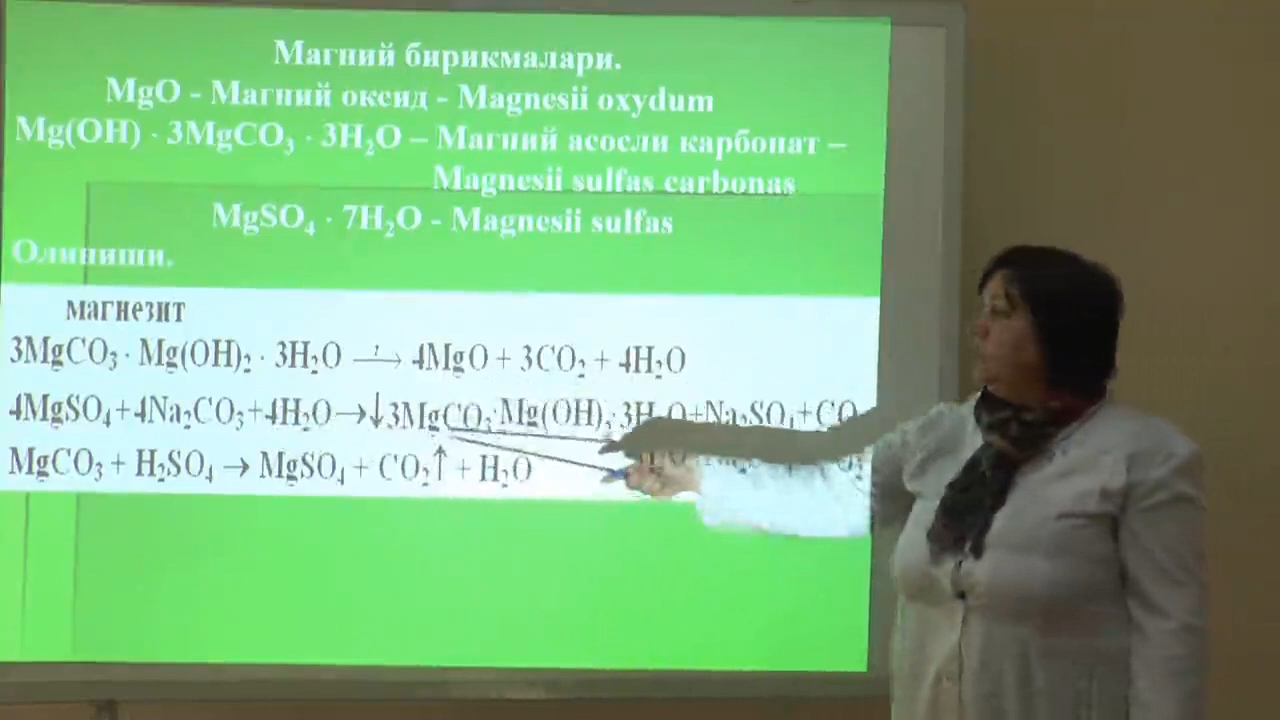 Магний бирикмалари.
MgO - Магний оксид - Magnesii oxydum
Mg(OH) · 3MgCO₃ · 3H₂O – Магний асосли карбонат –
Magnesii sulfas carbonas
MgSO₄ · 7H₂O - Magnesii sulfas
Олиниши.
магнезит
3MgCO₃ · Mg(OH)₂ · 3H₂O —t→ 4MgO + 3CO₂ + 4H₂O
4MgSO₄+4Na₂CO₃+4H₂O→↓3MgCO₃·Mg(OH)₂·3H₂O+Na₂SO₄+CO₂
MgCO₃ + H₂SO₄ → MgSO₄ + CO₂↑ + H₂O